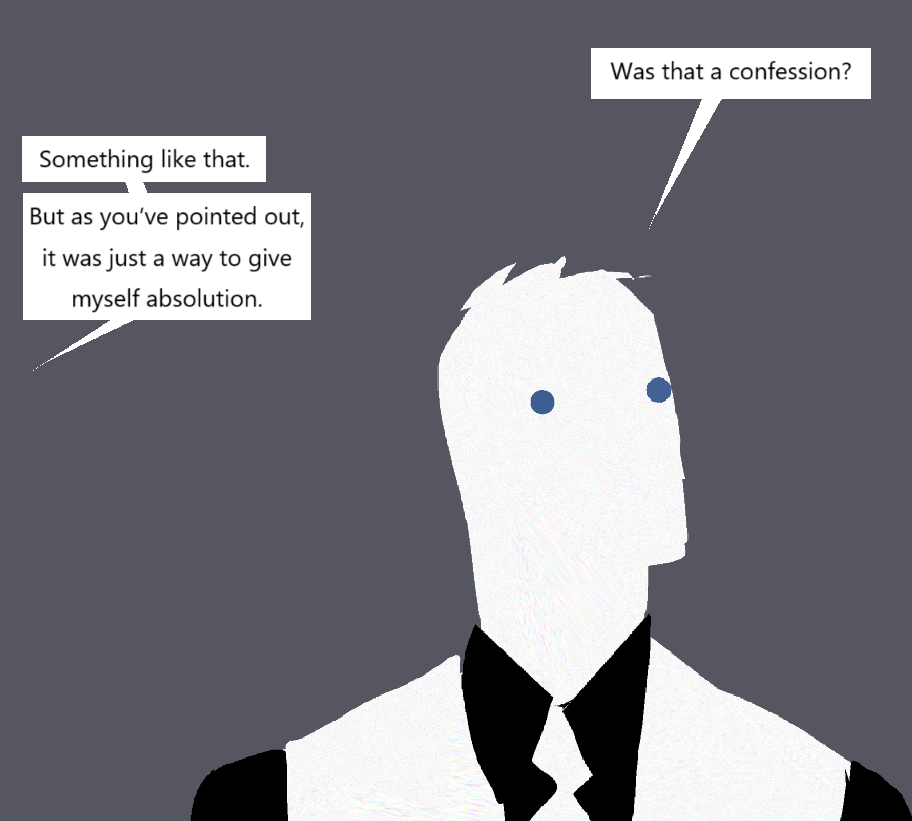 Was that a confession?
Something like that.
But as you've pointed out,
it was just a way to give
myself absolution.